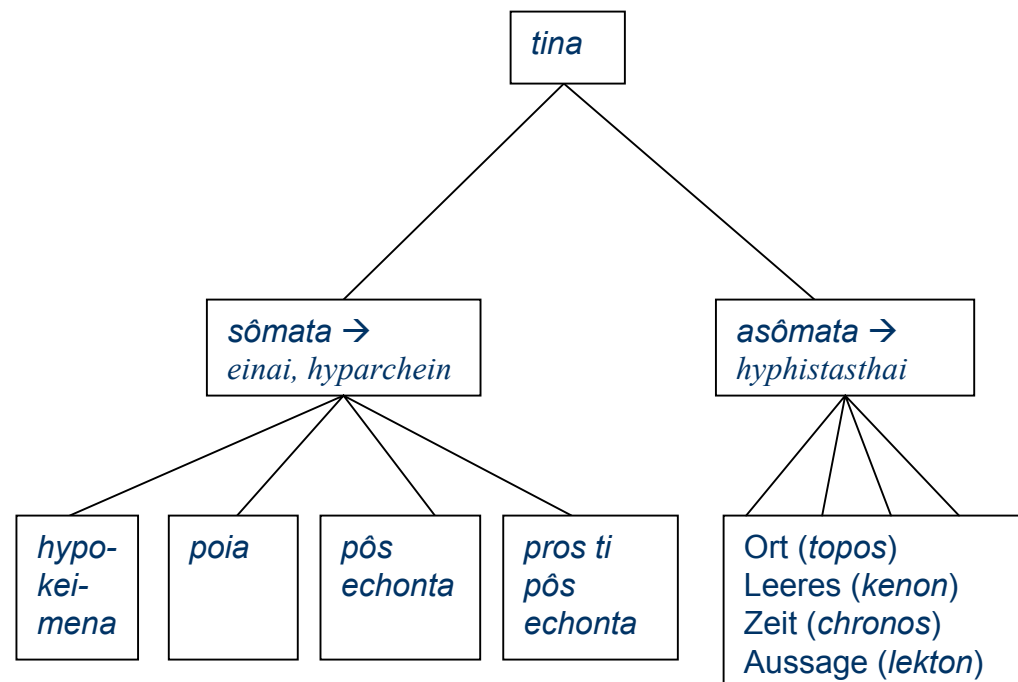 tina
sômata →
einai, hyparchein
asômata →
hyphistasthai
hypo-
kei-
mena
poia
pôs
echonta
pros ti
pôs
echonta
Ort (topos)
Leeres (kenon)
Zeit (chronos)
Aussage (lekton)